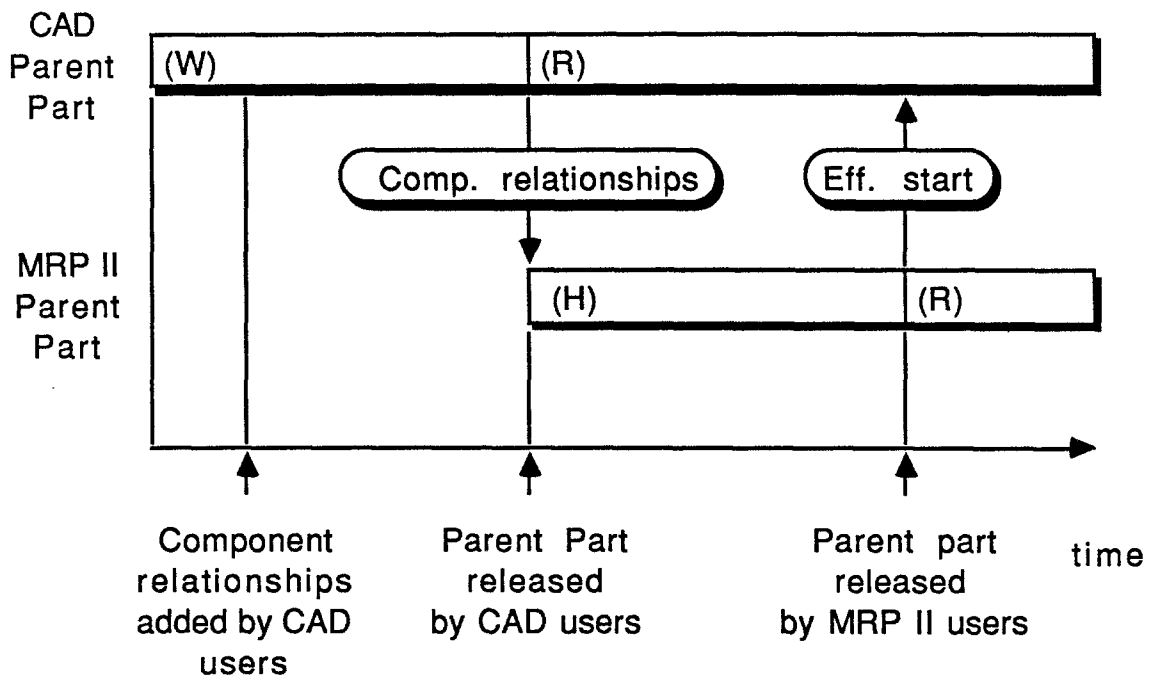 CAD
Parent
Part
(W)
(R)
Comp. relationships
Eff. start
MRP II
Parent
Part
(H)
(R)
Component
relationships
added by CAD
users
Parent Part
released
by CAD users
Parent part
released
by MRP II users
time